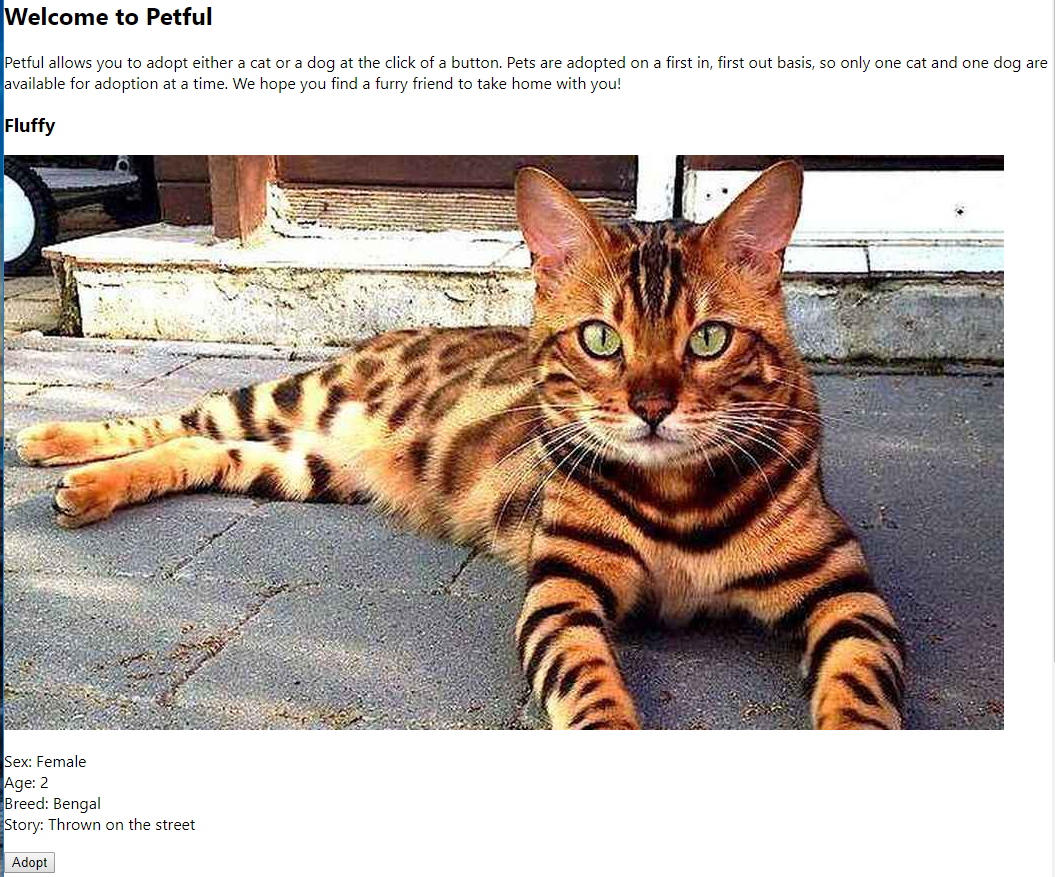 Welcome to Petful
Petful allows you to adopt either a cat or a dog at the click of a button. Pets are adopted on a first in, first out basis, so only one cat and one dog are
available for adoption at a time. We hope you find a furry friend to take home with you!
Fluffy
Sex: Female
Age: 2
Breed: Bengal
Story: Thrown on the street
Adopt